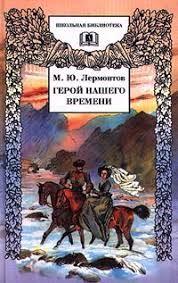 ШКОЛЬНАЯ БИБЛИОТЕКА
М. Ю. Лермонтов
ГЕРОЙ НАШЕГО
ВРЕМЕНИ